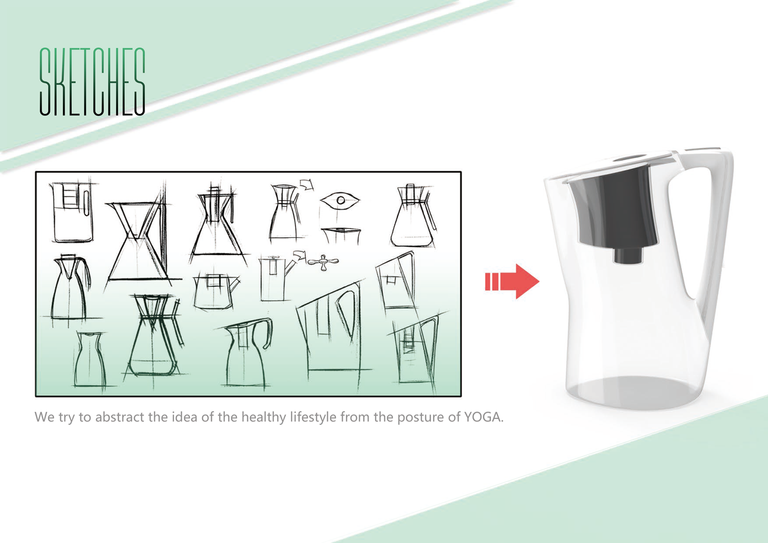 SKETCHES
We try to abstract the idea of the healthy lifestyle from the posture of YOGA.